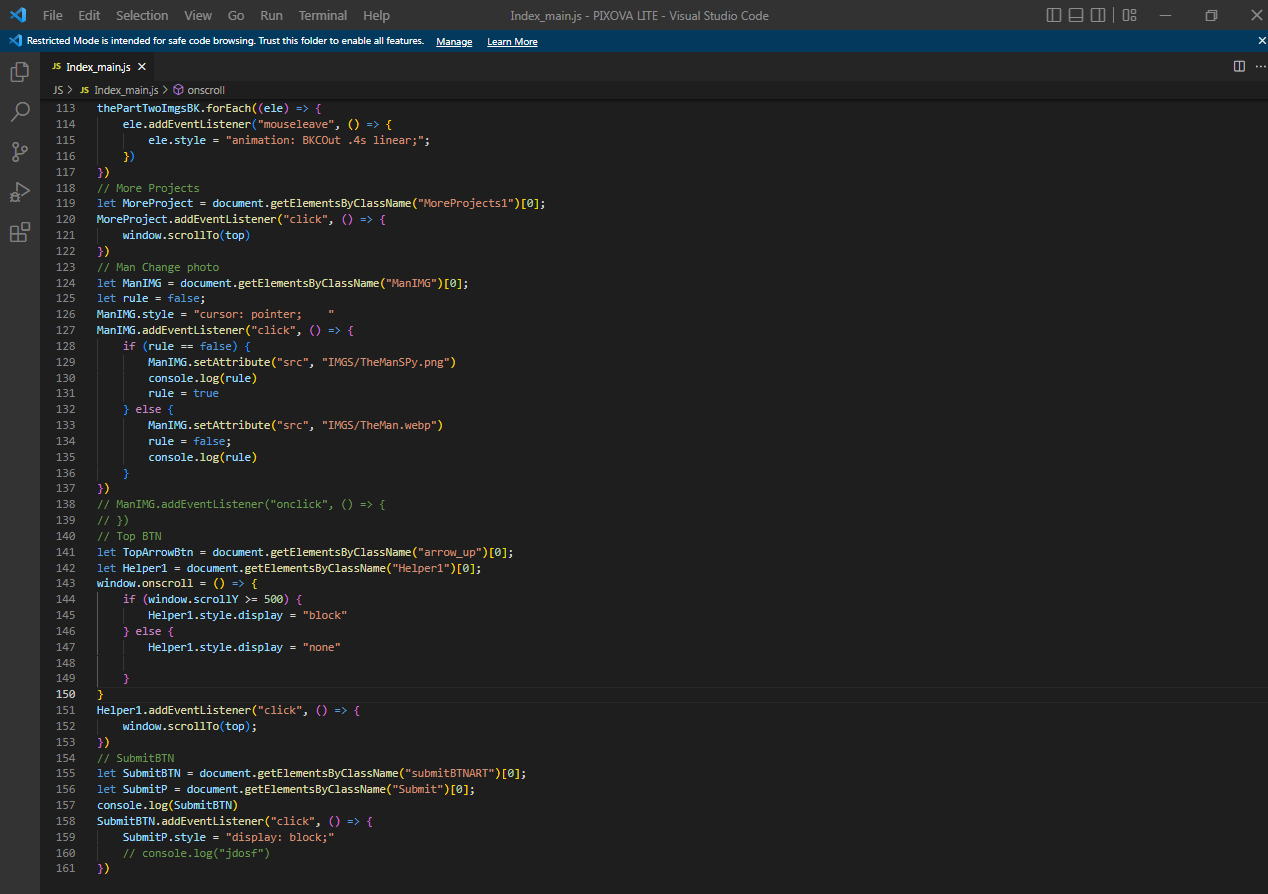 File Edit Selection View Go Run Terminal Help Index_main.js - PIXOVA LITE - Visual Studio Code
Restricted Mode is intended for safe code browsing. Trust this folder to enable all features. Manage Learn More
JS Index_main.js
JS > JS Index_main.js > onscroll
113 thePartTwoImgsBK.forEach((ele) => {
114 ele.addEventListener("mouseleave", () => {
115 ele.style = "animation: BKCOut .4s linear;";
116 })
117 })
118 // More Projects
119 let MoreProject = document.getElementsByClassName("MoreProjects1")[0];
120 MoreProject.addEventListener("click", () => {
121 window.scrollTo(top)
122 })
123 // Man Change photo
124 let ManIMG = document.getElementsByClassName("ManIMG")[0];
125 let rule = false;
126 ManIMG.style = "cursor: pointer;    "
127 ManIMG.addEventListener("click", () => {
128 if (rule == false) {
129 ManIMG.setAttribute("src", "IMGS/TheManSPy.png")
130 console.log(rule)
131 rule = true
132 } else {
133 ManIMG.setAttribute("src", "IMGS/TheMan.webp")
134 rule = false;
135 console.log(rule)
136 }
137 })
138 // ManIMG.addEventListener("onclick", () => {
139 // })
140 // Top BTN
141 let TopArrowBtn = document.getElementsByClassName("arrow_up")[0];
142 let Helper1 = document.getElementsByClassName("Helper1")[0];
143 window.onscroll = () => {
144 if (window.scrollY >= 500) {
145 Helper1.style.display = "block"
146 } else {
147 Helper1.style.display = "none"
148
149 }
150 }
151 Helper1.addEventListener("click", () => {
152 window.scrollTo(top);
153 })
154 // SubmitBTN
155 let SubmitBTN = document.getElementsByClassName("submitBTNART")[0];
156 let SubmitP = document.getElementsByClassName("Submit")[0];
157 console.log(SubmitBTN)
158 SubmitBTN.addEventListener("click", () => {
159 SubmitP.style = "display: block;"
160 // console.log("jdosf")
161 })